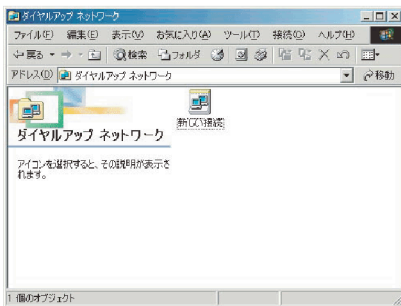 ダイヤルアップ ネットワーク
ファイル(F) 編集(E) 表示(V) お気に入り(A) ツール(T) 接続(O) ヘルプ(H)
戻る 検索 フォルダ
アドレス(D) ダイヤルアップ ネットワーク 移動
新しい接続
ダイヤルアップ ネットワーク
アイコンを選択すると、その説明が表示さ
れます。
1 個のオブジェクト